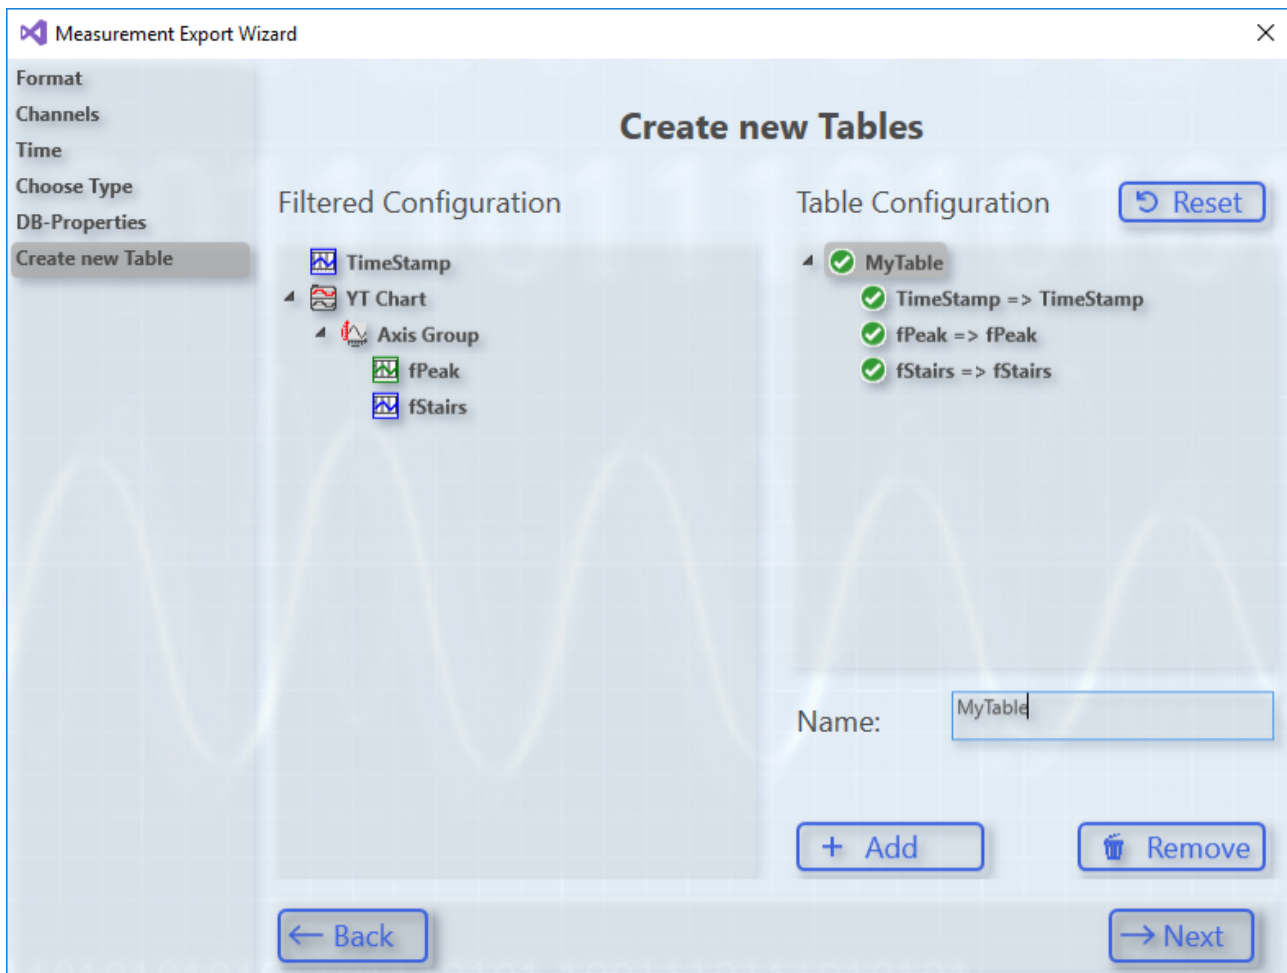 Measurement Export Wizard
Format
Channels
Time
Choose Type
DB-Properties
Create new Table
Create new Tables
Filtered Configuration
TimeStamp
YT Chart
Axis Group
fPeak
fStairs
Table Configuration
Reset
MyTable
TimeStamp => TimeStamp
fPeak => fPeak
fStairs => fStairs
Name:
MyTable
+ Add
Remove
← Back
→ Next